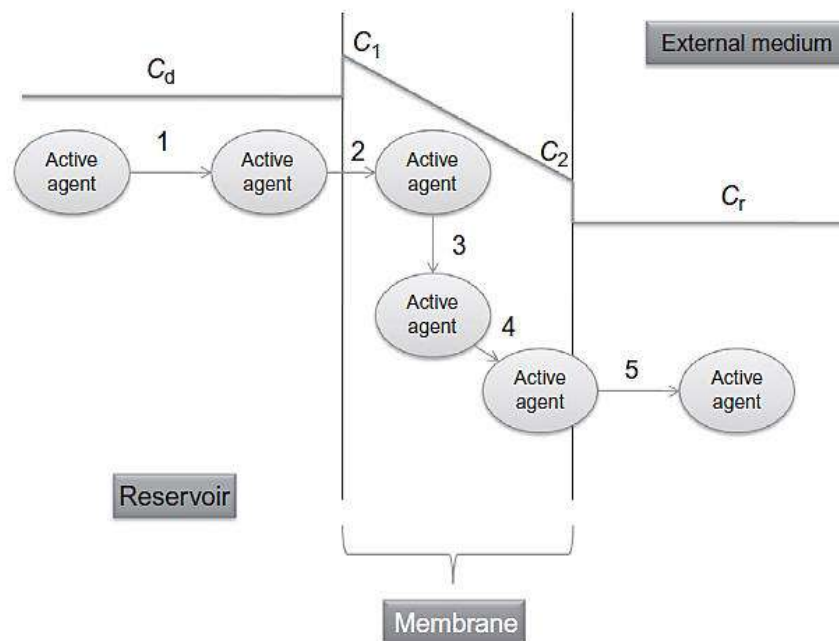 External medium
C1
Cd
1
2
Active
agent
Active
agent
Active
agent
C2
Cr
3
Active
agent
4
Active
agent
5
Active
agent
Reservoir
Membrane